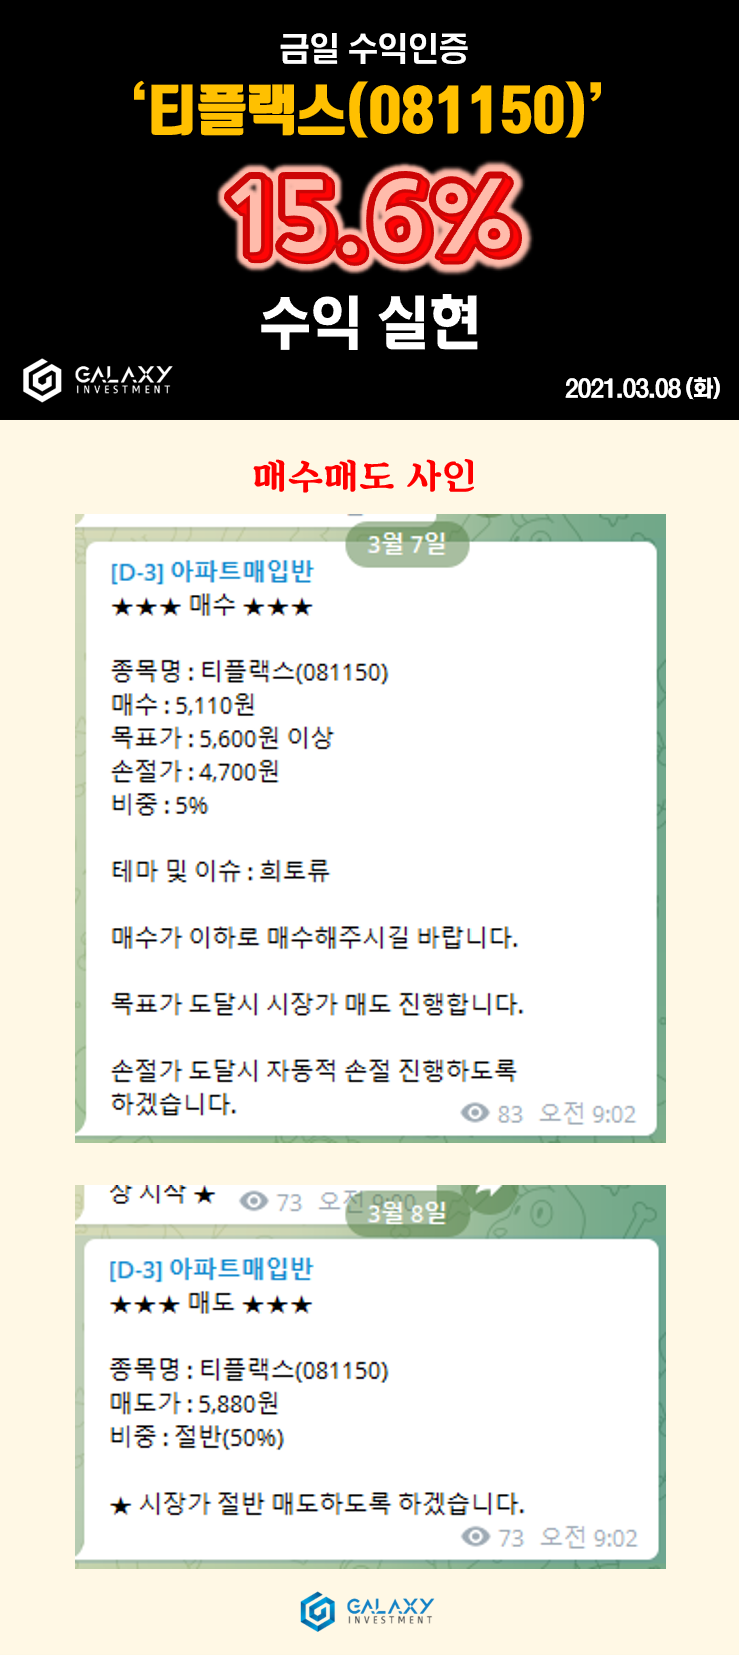 금일 수익인증
‘티플랙스(081150)’
15.6%
수익 실현
GALAXY
INVESTMENT
2021.03.08 (화)
매수매도 사인
3월 7일
[D-3] 아파트매입반
★★★ 매수 ★★★
종목명 : 티플랙스(081150)
매수 : 5,110원
목표가 : 5,600원 이상
손절가 : 4,700원
비중 : 5%
테마 및 이슈 : 희토류
매수가 이하로 매수해주시길 바랍니다.
목표가 도달시 시장가 매도 진행합니다.
손절가 도달시 자동적 손절 진행하도록
하겠습니다.
83 오전 9:02
상 시작 ★ 73 오전 9:00
3월 8일
[D-3] 아파트매입반
★★★ 매도 ★★★
종목명 : 티플랙스(081150)
매도가 : 5,880원
비중 : 절반(50%)
★ 시장가 절반 매도하도록 하겠습니다.
73 오전 9:02
GALAXY
INVESTMENT